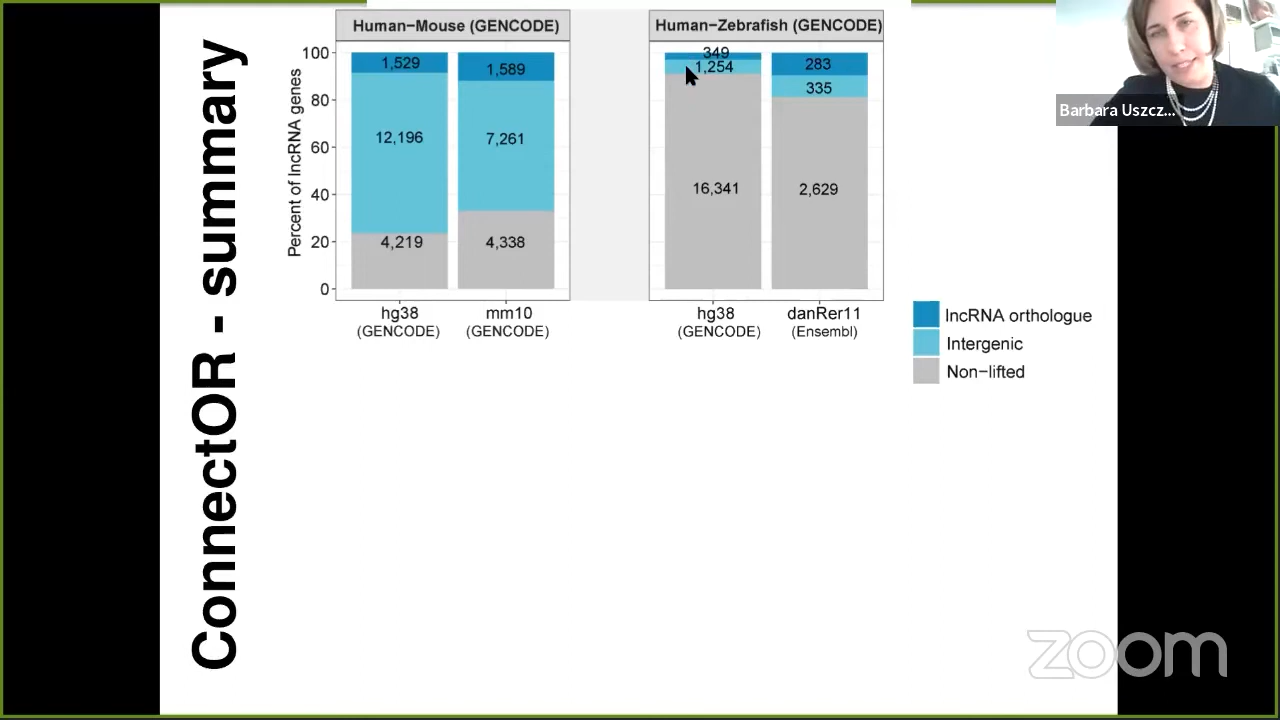 ConnectOR - summary
Human−Mouse (GENCODE)
Human−Zebrafish (GENCODE)
Percent of lncRNA genes
100
80
60
40
20
0
1,529
12,196
4,219
1,589
7,261
4,338
349
1,254
16,341
283
335
2,629
hg38
(GENCODE)
mm10
(GENCODE)
hg38
(GENCODE)
danRer11
(Ensembl)
lncRNA orthologue
Intergenic
Non−lifted
Barbara Uszcz...
zoom